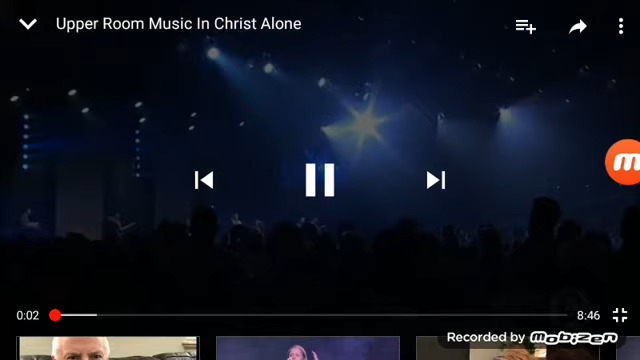 Upper Room Music In Christ Alone
m
0:02
8:46
Recorded by MOBIZEN